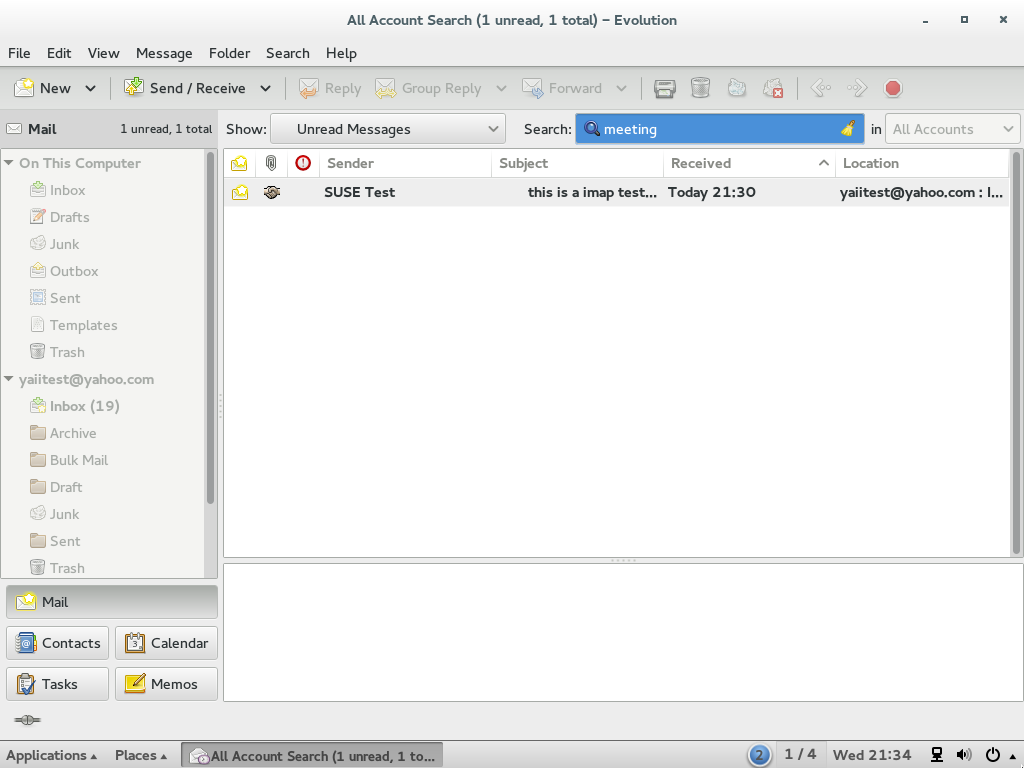 All Account Search (1 unread, 1 total) – Evolution
File Edit View Message Folder Search Help
New Send / Receive Reply Group Reply Forward
Mail 1 unread, 1 total Show: Unread Messages Search: meeting in All Accounts
On This Computer
Inbox
Drafts
Junk
Outbox
Sent
Templates
Trash
yaiitest@yahoo.com
Inbox (19)
Archive
Bulk Mail
Draft
Junk
Sent
Trash
Sender Subject Received Location
SUSE Test this is a imap test... Today 21:30 yaiitest@yahoo.com : I...
Mail
Contacts Calendar
Tasks Memos
Applications Places All Account Search (1 unread, 1 to... 2 1 / 4 Wed 21:34